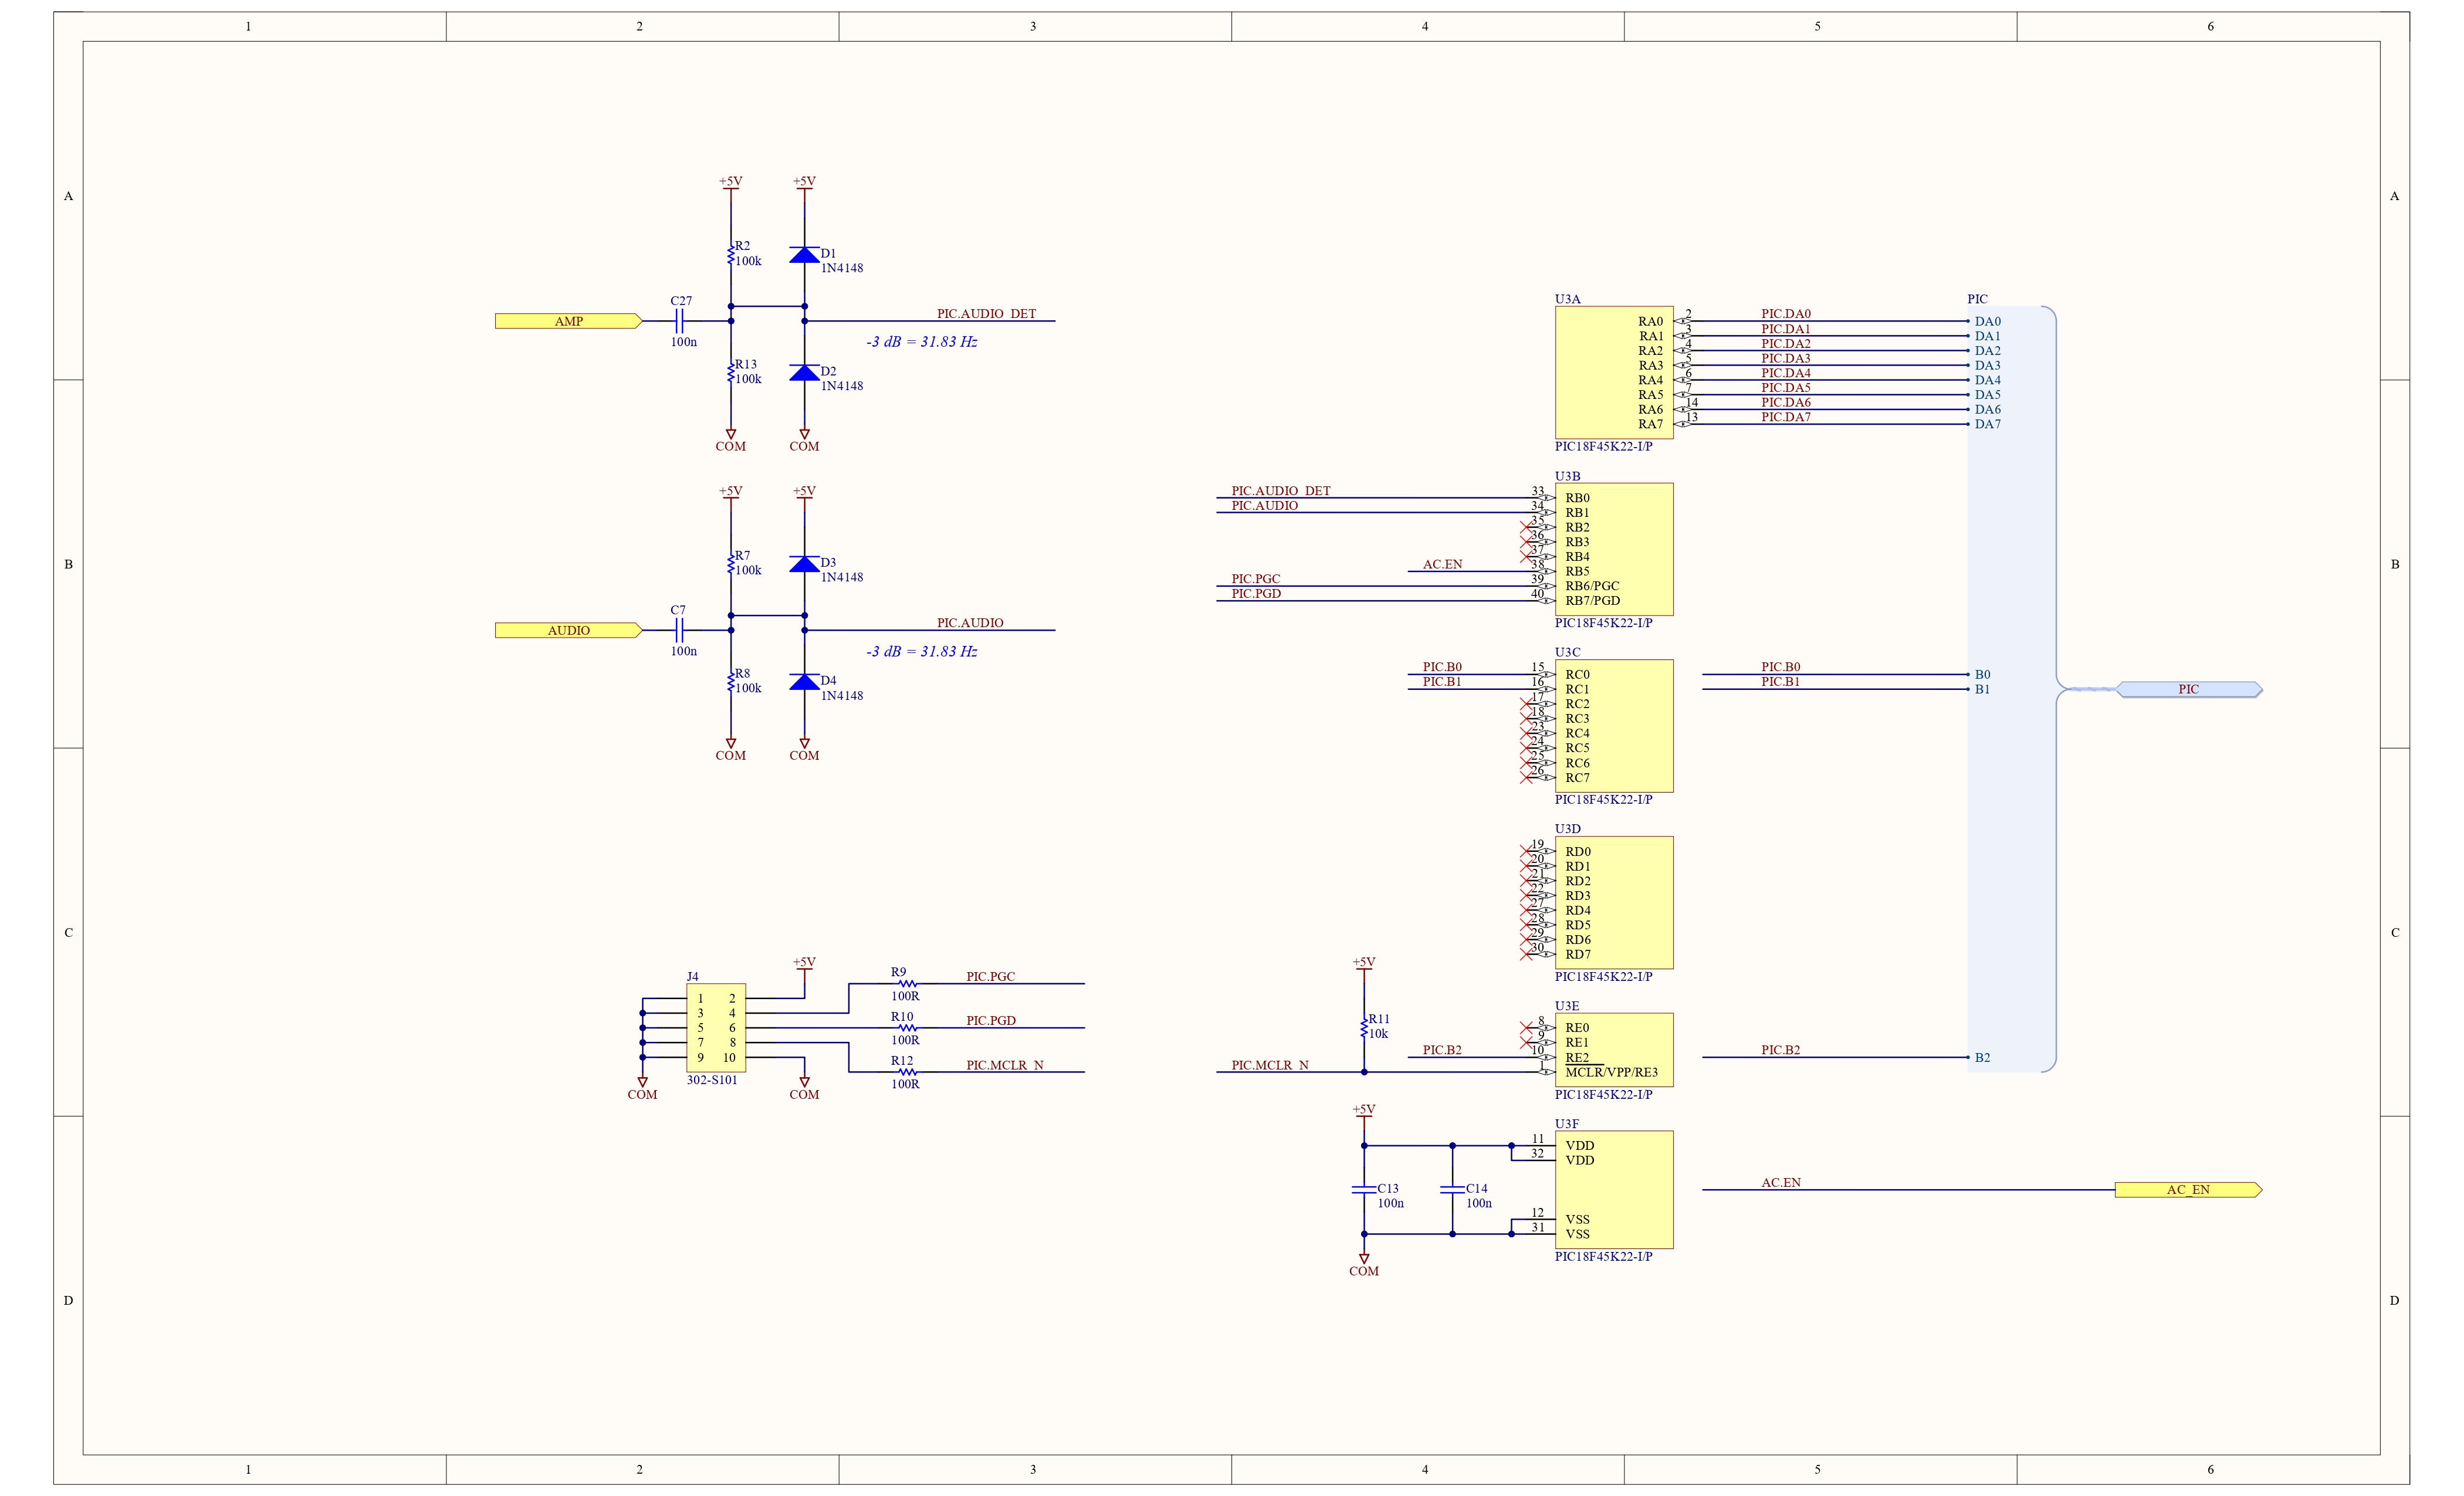 1 2 3 4 5 6
A A
+5V +5V
R2
100k
D1
1N4148
AMP
C27
100n
PIC.AUDIO_DET
-3 dB = 31.83 Hz
R13
100k
D2
1N4148
COM COM
U3A
RA0 2 PIC.DA0
RA1 3 PIC.DA1
RA2 4 PIC.DA2
RA3 5 PIC.DA3
RA4 6 PIC.DA4
RA5 7 PIC.DA5
RA6 14 PIC.DA6
RA7 13 PIC.DA7
PIC18F45K22-I/P
PIC
DA0
DA1
DA2
DA3
DA4
DA5
DA6
DA7
B B
+5V +5V
R7
100k
D3
1N4148
AUDIO
C7
100n
PIC.AUDIO
-3 dB = 31.83 Hz
R8
100k
D4
1N4148
COM COM
U3B
PIC.AUDIO_DET 33 RB0
PIC.AUDIO 34 RB1
35 RB2
36 RB3
37 RB4
AC.EN 38 RB5
PIC.PGC 39 RB6/PGC
PIC.PGD 40 RB7/PGD
PIC18F45K22-I/P
U3C
PIC.B0 15 RC0
PIC.B1 16 RC1
17 RC2
18 RC3
23 RC4
24 RC5
25 RC6
26 RC7
PIC18F45K22-I/P
PIC.B0 B0
PIC.B1 B1
PIC
C C
U3D
19 RD0
20 RD1
21 RD2
22 RD3
27 RD4
28 RD5
29 RD6
30 RD7
PIC18F45K22-I/P
J4
1 2
3 4
5 6
7 8
9 10
302-S101
+5V
COM COM
R9
100R
PIC.PGC
R10
100R
PIC.PGD
R12
100R
PIC.MCLR_N
+5V
R11
10k
U3E
8 RE0
9 RE1
PIC.B2 10 RE2
PIC.MCLR_N 1 MCLR/VPP/RE3
PIC18F45K22-I/P
PIC.B2 B2
+5V
U3F
11 VDD
32 VDD
C13
100n
C14
100n
12 VSS
31 VSS
PIC18F45K22-I/P
COM
AC.EN AC_EN
D D
1 2 3 4 5 6